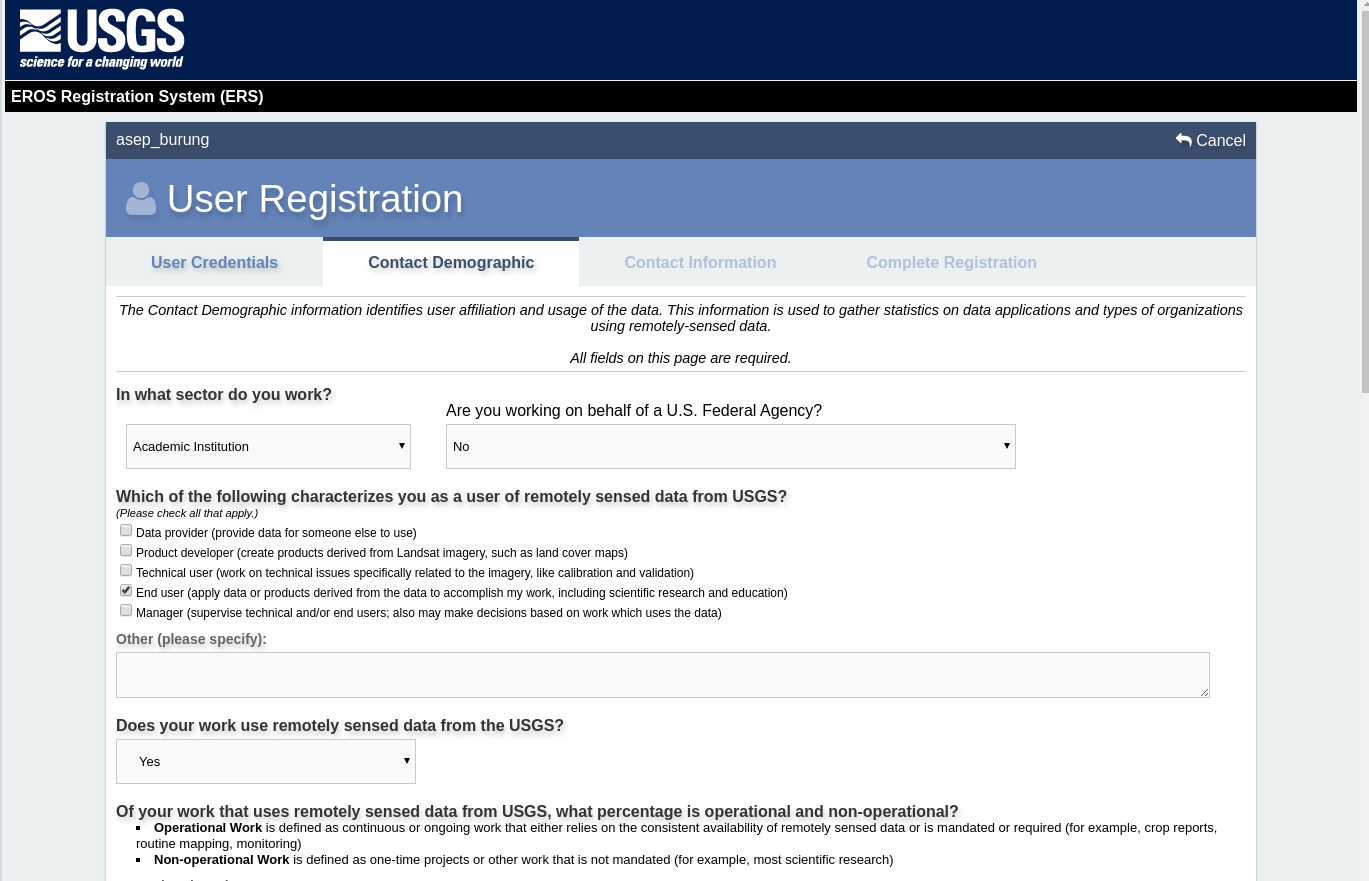 USGS
science for a changing world
EROS Registration System (ERS)
asep_burung
Cancel
User Registration
User Credentials
Contact Demographic
Contact Information
Complete Registration
The Contact Demographic information identifies user affiliation and usage of the data. This information is used to gather statistics on data applications and types of organizations
using remotely-sensed data.
All fields on this page are required.
In what sector do you work?
Are you working on behalf of a U.S. Federal Agency?
Academic Institution
No
Which of the following characterizes you as a user of remotely sensed data from USGS?
(Please check all that apply.)
Data provider (provide data for someone else to use)
Product developer (create products derived from Landsat imagery, such as land cover maps)
Technical user (work on technical issues specifically related to the imagery, like calibration and validation)
End user (apply data or products derived from the data to accomplish my work, including scientific research and education)
Manager (supervise technical and/or end users; also may make decisions based on work which uses the data)
Other (please specify):
Does your work use remotely sensed data from the USGS?
Yes
Of your work that uses remotely sensed data from USGS, what percentage is operational and non-operational?
Operational Work is defined as continuous or ongoing work that either relies on the consistent availability of remotely sensed data or is mandated or required (for example, crop reports,
routine mapping, monitoring)
Non-operational Work is defined as one-time projects or other work that is not mandated (for example, most scientific research)